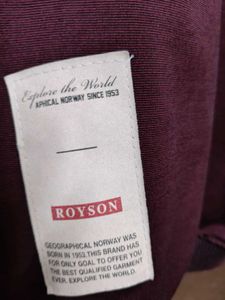 Explore the World
APHICAL NORWAY SINCE 1953
ROYSON
GEOGRAPHICAL NORWAY WAS
BORN IN 1953.THIS BRAND HAS
FOR ONLY GOAL TO OFFER YOU
THE BEST QUALIFIED GARMENT
EVER. EXPLORE THE WORLD.